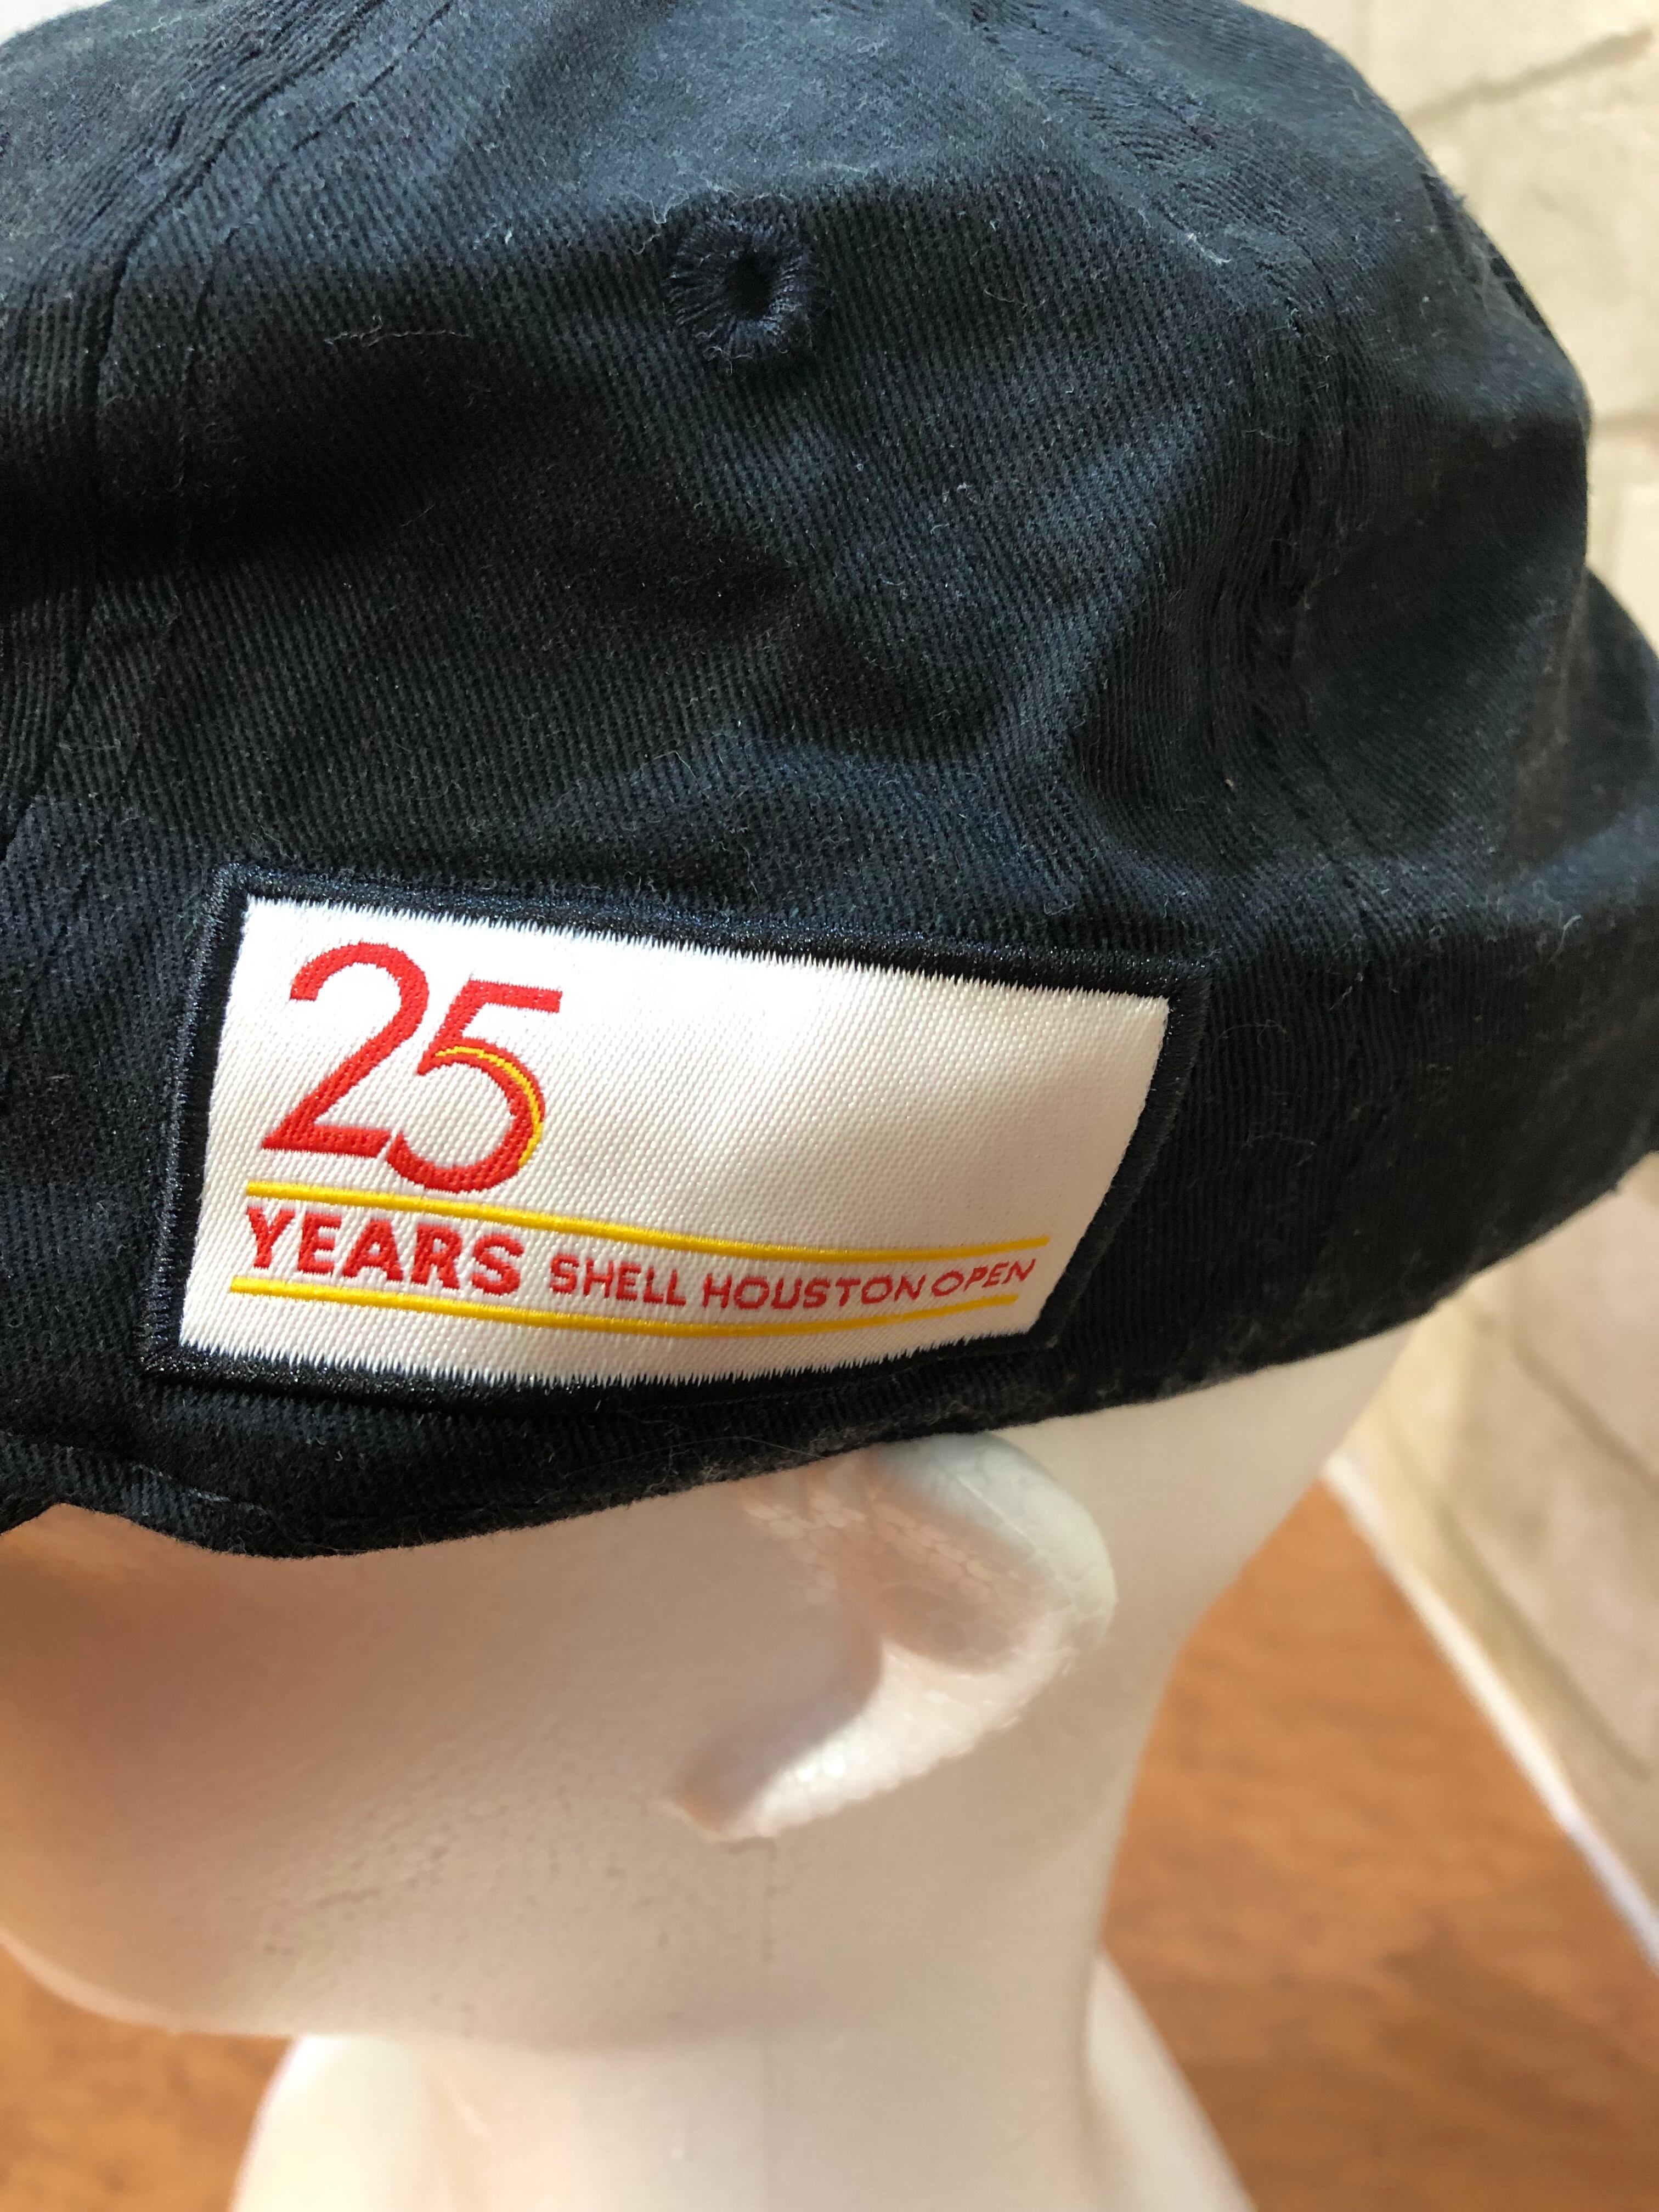 25
YEARS SHELL HOUSTON OPEN